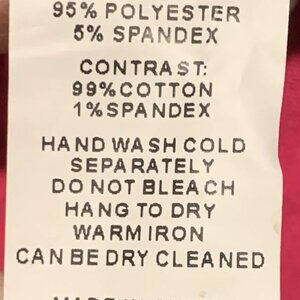 95% POLYESTER
5% SPANDEX
CONTRAST:
99%COTTON
1%SPANDEX
HAND WASH COLD
SEPARATELY
DO NOT BLEACH
HANG TO DRY
WARM IRON
CAN BE DRY CLEANED